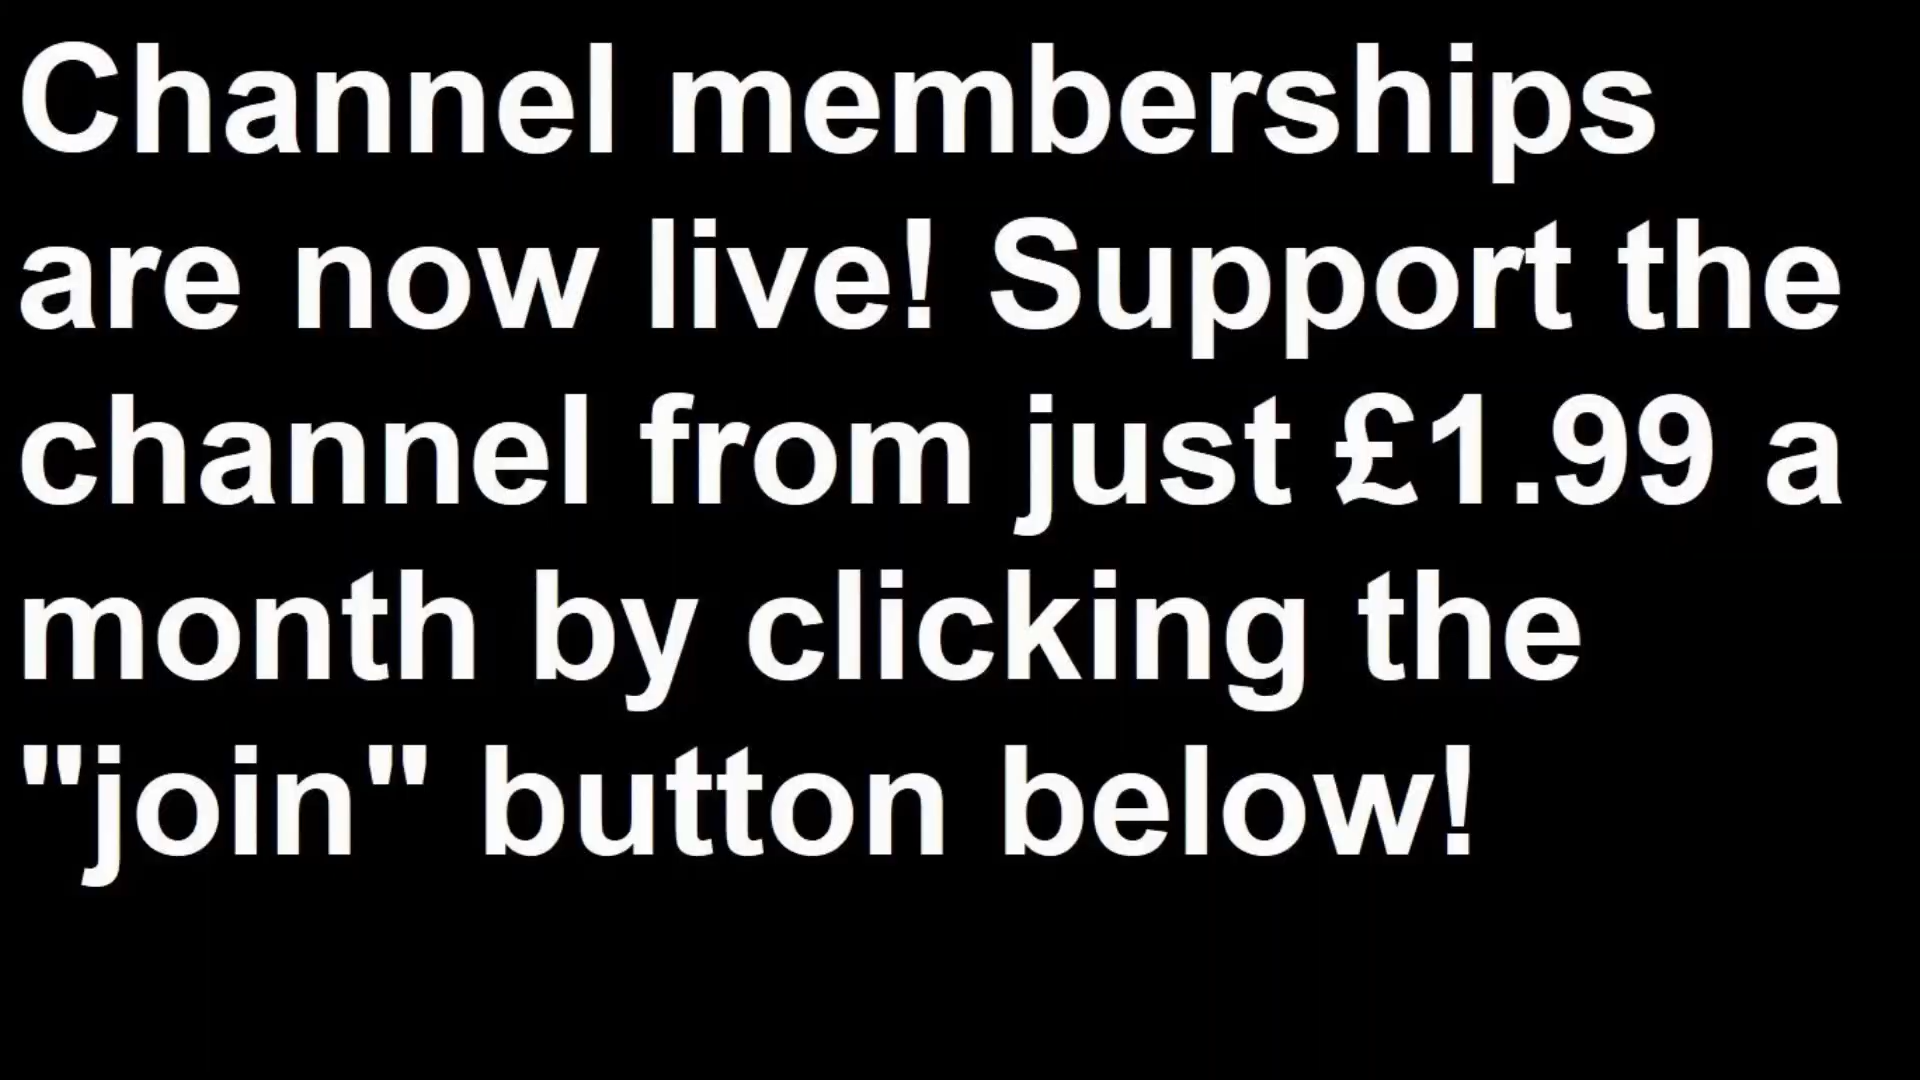 Channel memberships
are now live! Support the
channel from just £1.99 a
month by clicking the
"join" button below!